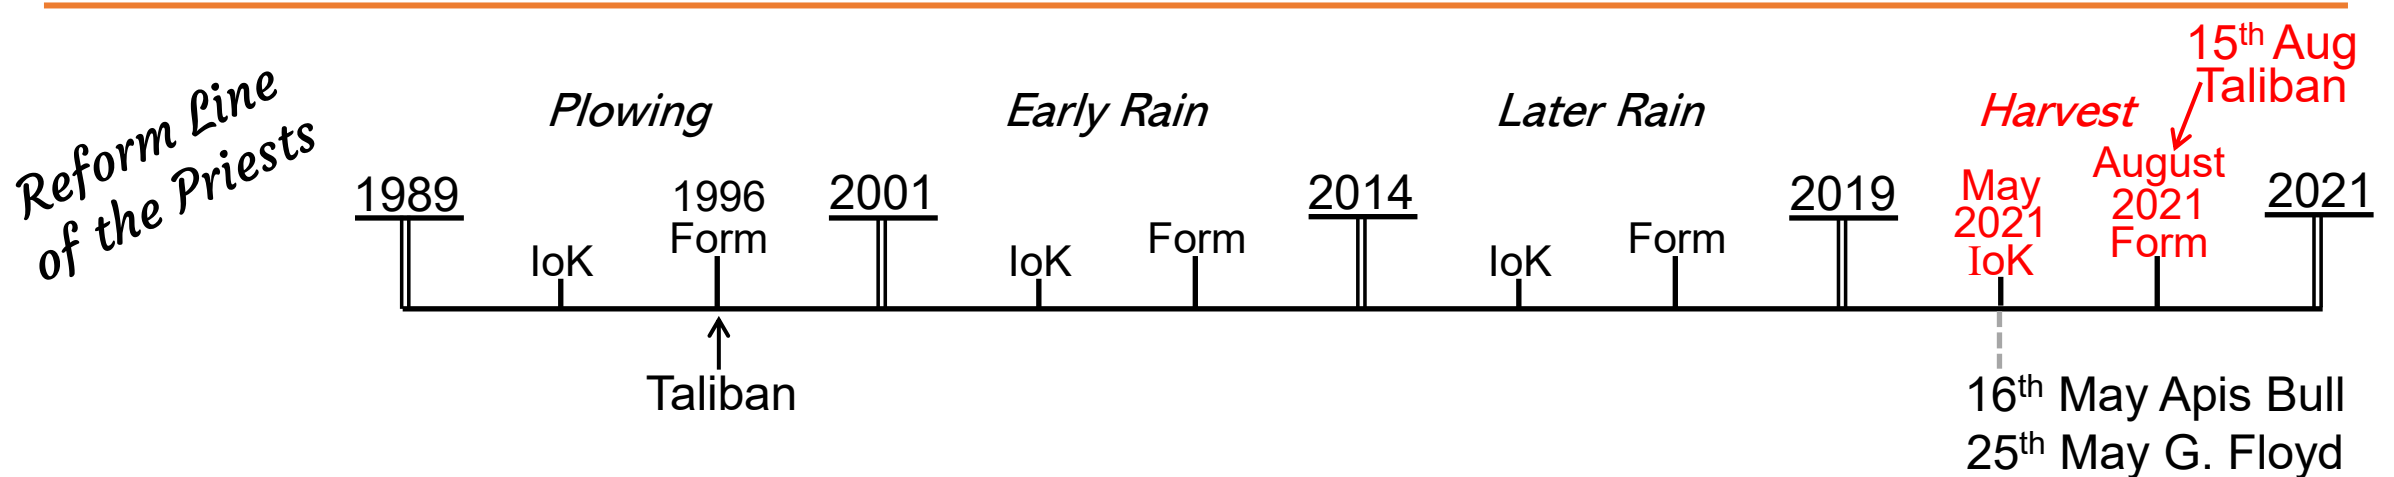 Reform Line
of the Priests
Plowing
Early Rain
Later Rain
Harvest
15th Aug
Taliban
1989
IoK
1996
Form
2001
IoK
Form
2014
IoK
Form
2019
May
2021
IoK
August
2021
Form
2021
Taliban
16th May Apis Bull
25th May G. Floyd